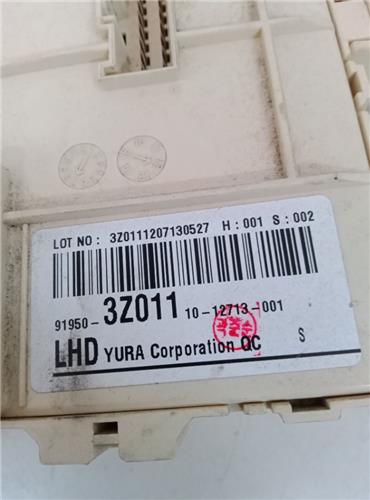 LOT NO : 3Z0111207130527 H : 001 S : 002
91950- 3Z011 10-12713-001
LHD YURA Corporation QC S